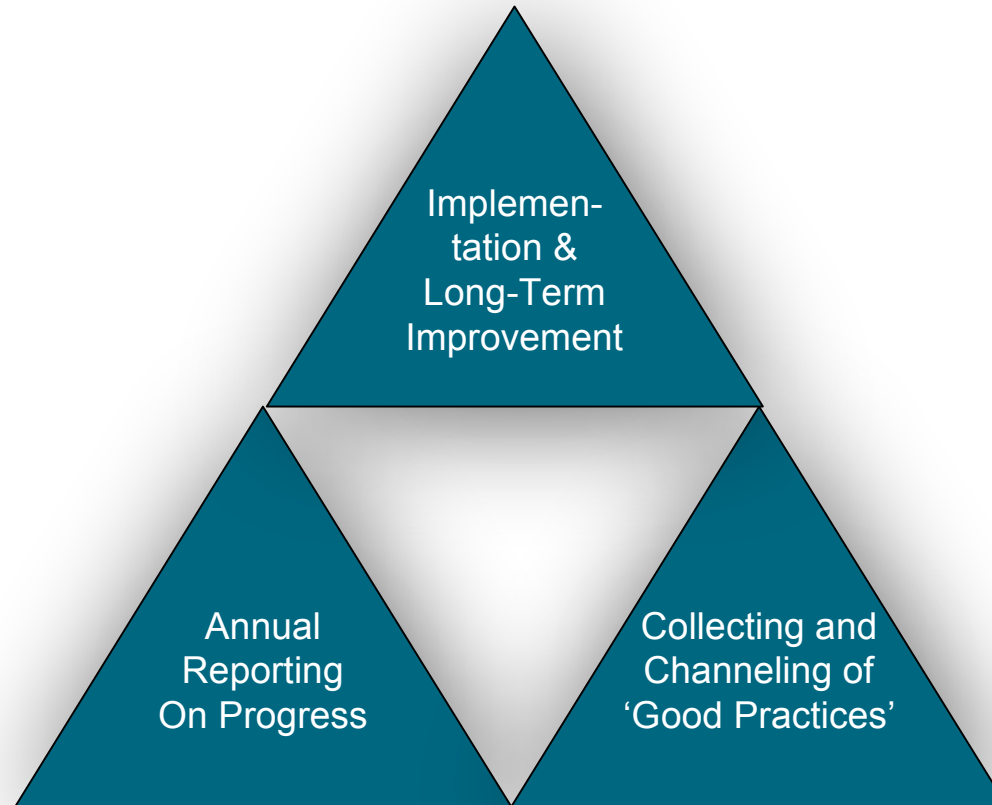 Implemen-
tation &
Long-Term
Improvement
Annual
Reporting
On Progress
Collecting and
Channeling of
‘Good Practices’